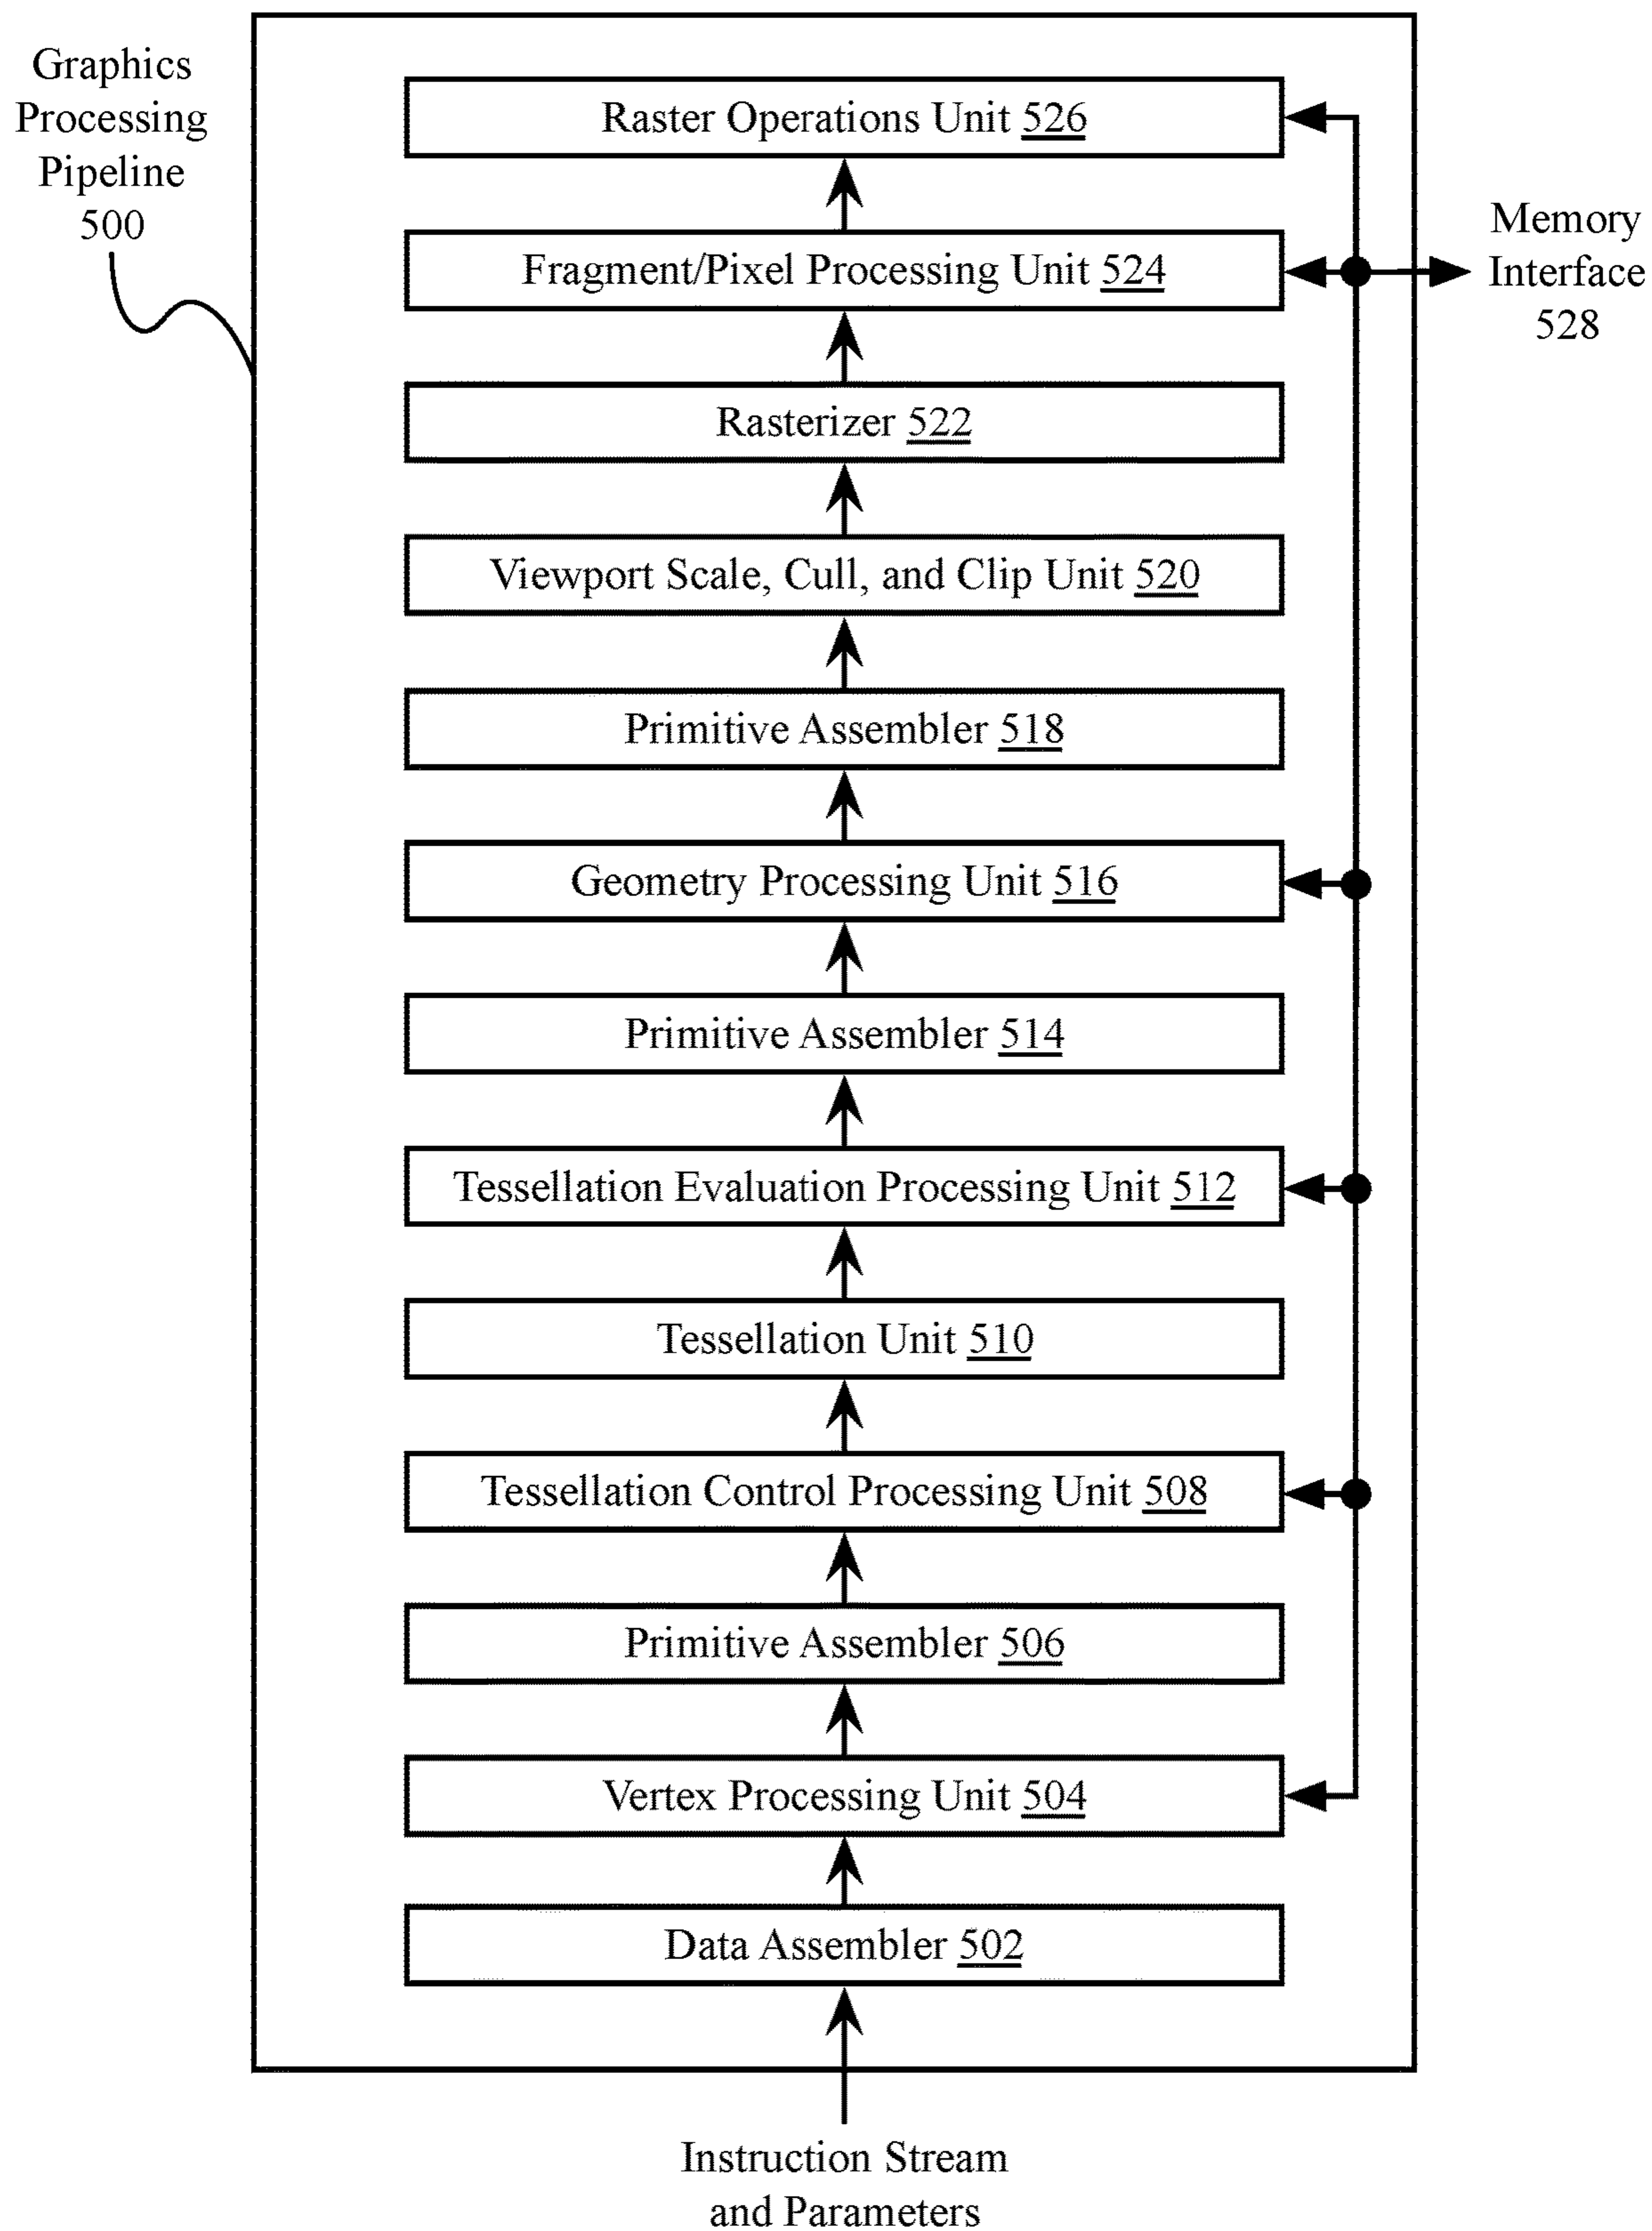 Graphics
Processing
Pipeline
500
Raster Operations Unit 526
Fragment/Pixel Processing Unit 524
Memory
Interface
528
Rasterizer 522
Viewport Scale, Cull, and Clip Unit 520
Primitive Assembler 518
Geometry Processing Unit 516
Primitive Assembler 514
Tessellation Evaluation Processing Unit 512
Tessellation Unit 510
Tessellation Control Processing Unit 508
Primitive Assembler 506
Vertex Processing Unit 504
Data Assembler 502
Instruction Stream
and Parameters